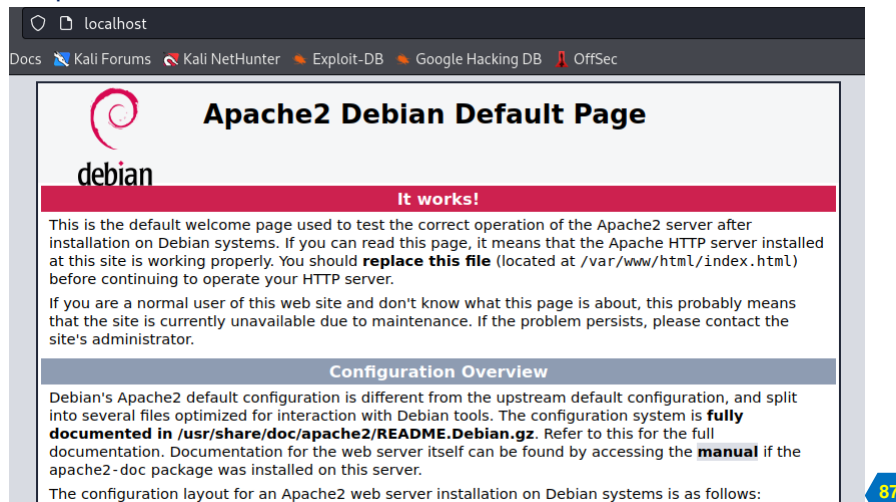 localhost
Docs Kali Forums Kali NetHunter Exploit-DB Google Hacking DB OffSec
debian
Apache2 Debian Default Page
It works!
This is the default welcome page used to test the correct operation of the Apache2 server after
installation on Debian systems. If you can read this page, it means that the Apache HTTP server installed
at this site is working properly. You should replace this file (located at /var/www/html/index.html)
before continuing to operate your HTTP server.
If you are a normal user of this web site and don't know what this page is about, this probably means
that the site is currently unavailable due to maintenance. If the problem persists, please contact the
site's administrator.
Configuration Overview
Debian's Apache2 default configuration is different from the upstream default configuration, and split
into several files optimized for interaction with Debian tools. The configuration system is fully
documented in /usr/share/doc/apache2/README.Debian.gz. Refer to this for the full
documentation. Documentation for the web server itself can be found by accessing the manual if the
apache2-doc package was installed on this server.
The configuration layout for an Apache2 web server installation on Debian systems is as follows:
87